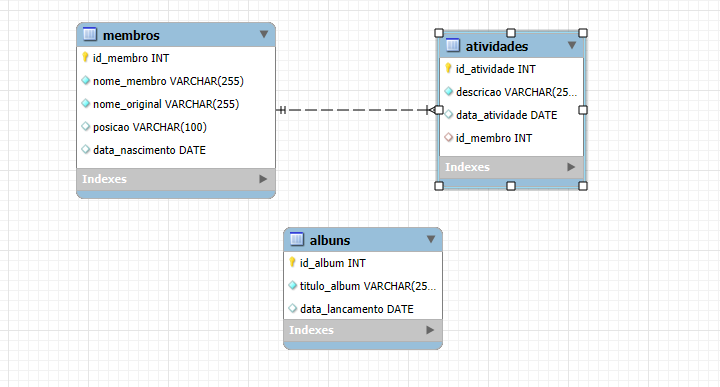 membros
id_membro INT
nome_membro VARCHAR(255)
nome_original VARCHAR(255)
posicao VARCHAR(100)
data_nascimento DATE
Indexes
atividades
id_atividade INT
descricao VARCHAR(25...
data_atividade DATE
id_membro INT
Indexes
albuns
id_album INT
titulo_album VARCHAR(25...
data_lancamento DATE
Indexes